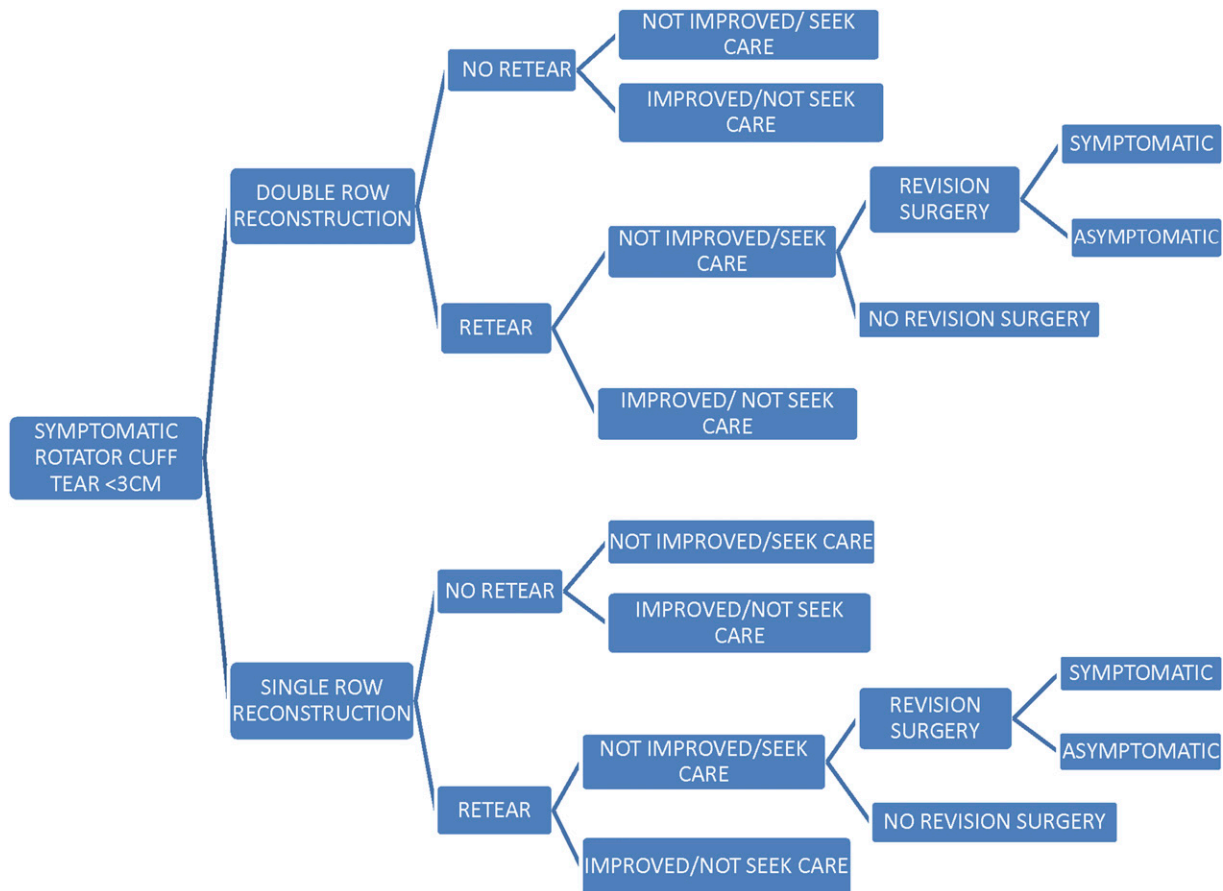 SYMPTOMATIC
ROTATOR CUFF
TEAR <3CM
DOUBLE ROW
RECONSTRUCTION
NO RETEAR
NOT IMPROVED/ SEEK
CARE
IMPROVED/NOT SEEK
CARE
RETEAR
NOT IMPROVED/SEEK
CARE
REVISION
SURGERY
SYMPTOMATIC
ASYMPTOMATIC
NO REVISION SURGERY
IMPROVED/ NOT SEEK
CARE
SINGLE ROW
RECONSTRUCTION
NO RETEAR
NOT IMPROVED/SEEK CARE
IMPROVED/NOT SEEK
CARE
RETEAR
NOT IMPROVED/SEEK
CARE
REVISION
SURGERY
SYMPTOMATIC
ASYMPTOMATIC
NO REVISION SURGERY
IMPROVED/NOT SEEK CARE